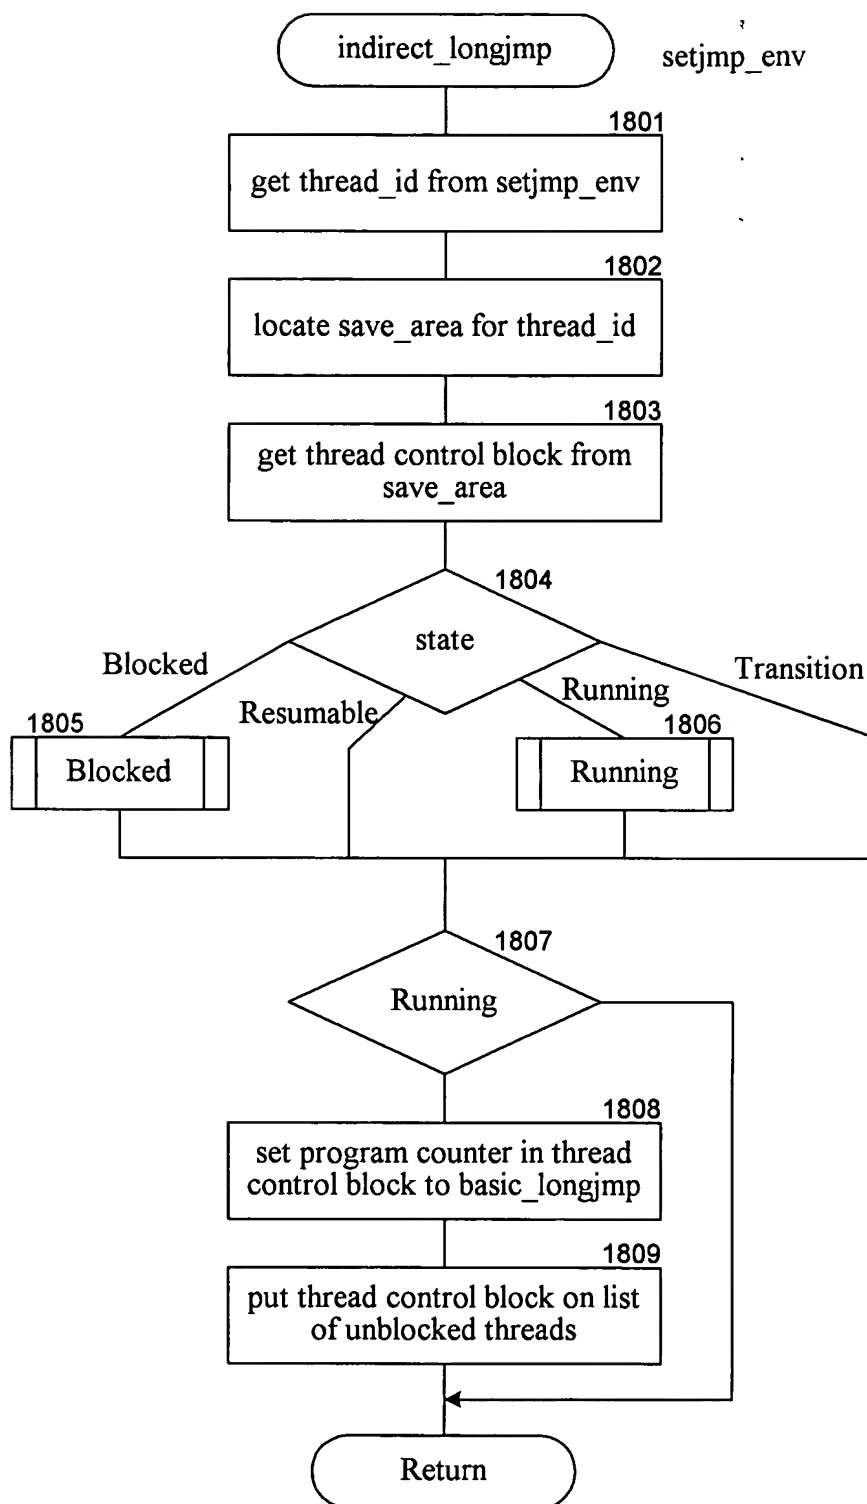 indirect_longjmp
setjmp_env
1801
get thread_id from setjmp_env
1802
locate save_area for thread_id
1803
get thread control block from
save_area
1804
state
Blocked
Resumable
Running
Transition
1805
Blocked
1806
Running
1807
Running
1808
set program counter in thread
control block to basic_longjmp
1809
put thread control block on list
of unblocked threads
Return